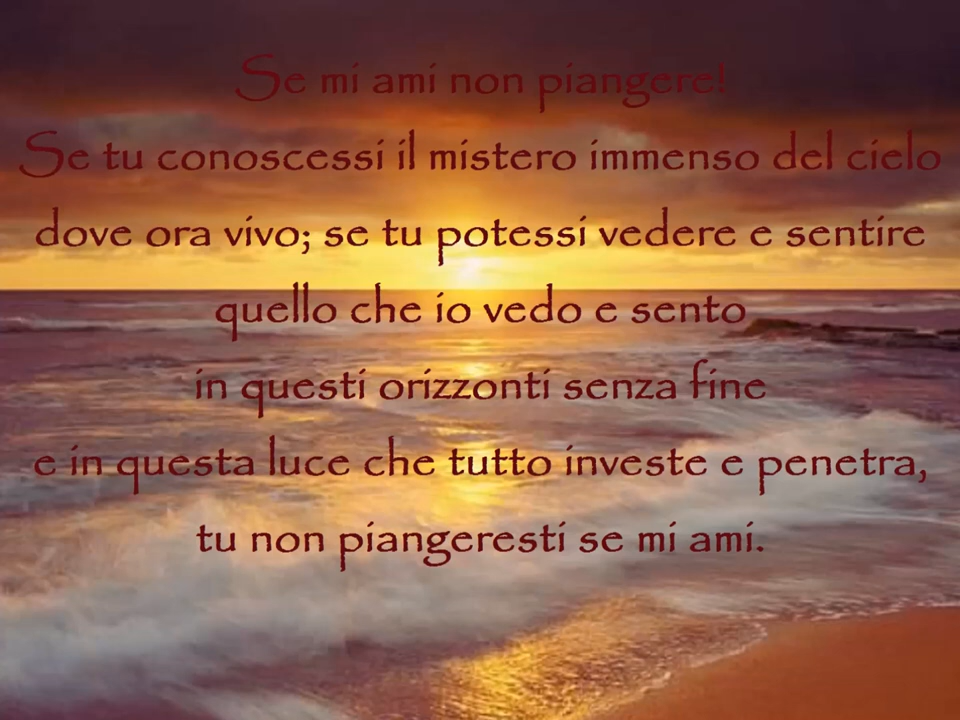 Se mi ami non piangere!
Se tu conoscessi il mistero immenso del cielo
dove ora vivo; se tu potessi vedere e sentire
quello che io vedo e sento
in questi orizzonti senza fine
e in questa luce che tutto investe e penetra,
tu non piangeresti se mi ami.